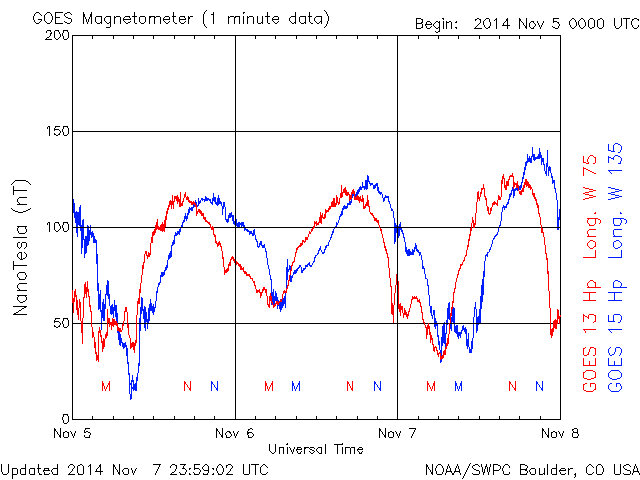 GOES Magnetometer (1 minute data)
Begin: 2014 Nov 5 0000 UTC
200
150
100
50
0
NanoTesla (nT)
M N N M M N N M M N N
Nov 5 Nov 6 Nov 7 Nov 8
Universal Time
GOES 13 Hp Long. W 75
GOES 15 Hp Long. W 135
Updated 2014 Nov 7 23:59:02 UTC
NOAA/SWPC Boulder, CO USA